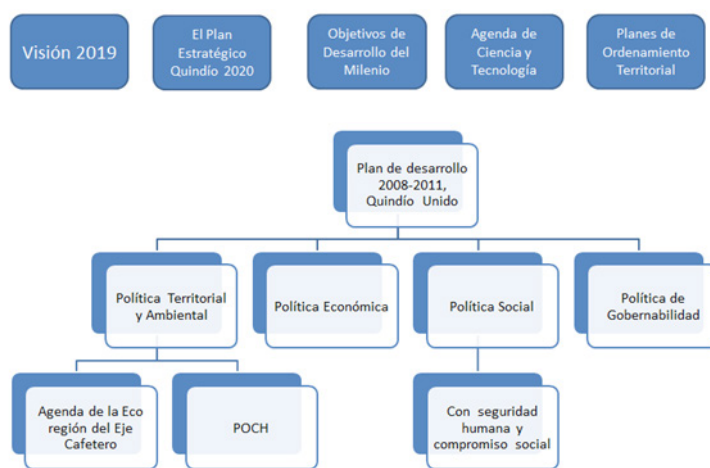 Visión 2019
El Plan
Estratégico
Quindío 2020
Objetivos de
Desarrollo del
Milenio
Agenda de
Ciencia y
Tecnología
Planes de
Ordenamiento
Territorial
Plan de desarrollo
2008-2011,
Quindío Unido
Política Territorial
y Ambiental
Política Económica
Política Social
Política de
Gobernabilidad
Agenda de la Eco
región del Eje
Cafetero
POCH
Con seguridad
humana y
compromiso social